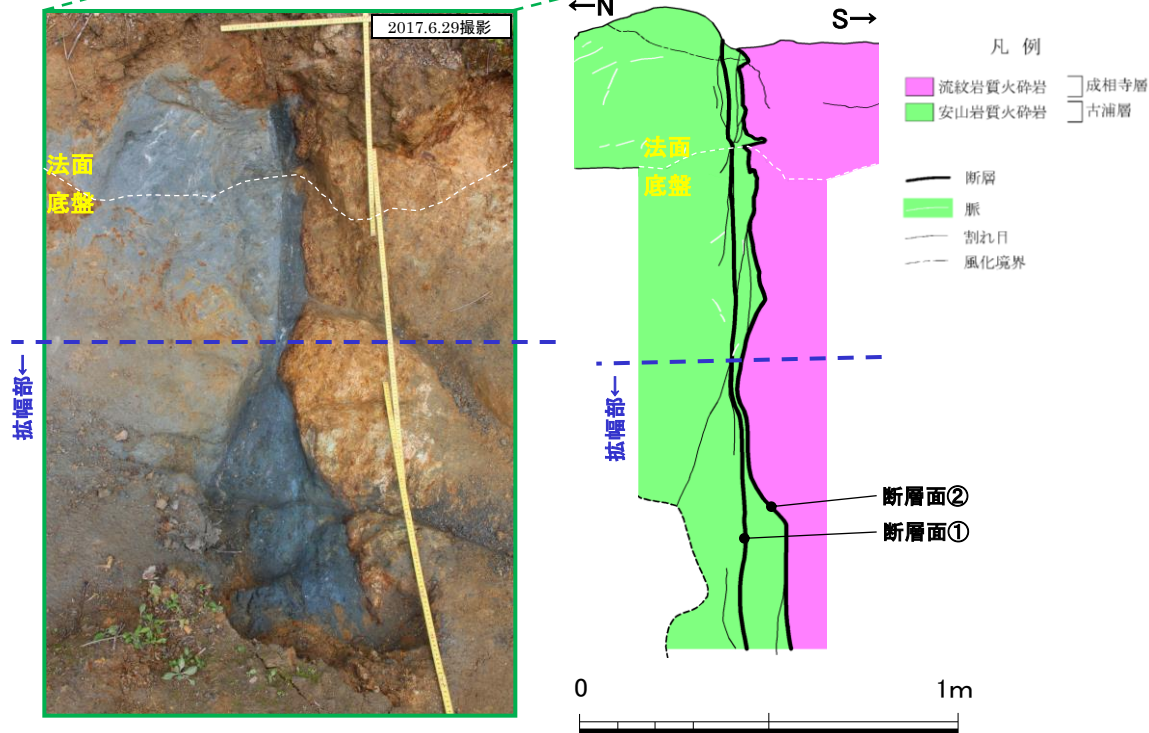 2017.6.29撮影
法面
底盤
拡幅部←
←N
S→
法面
底盤
拡幅部←
断層面②
断層面①
0
1m
凡 例
流紋岩質火砕岩
成相寺層
安山岩質火砕岩
古浦層
断層
脈
割れ目
風化境界